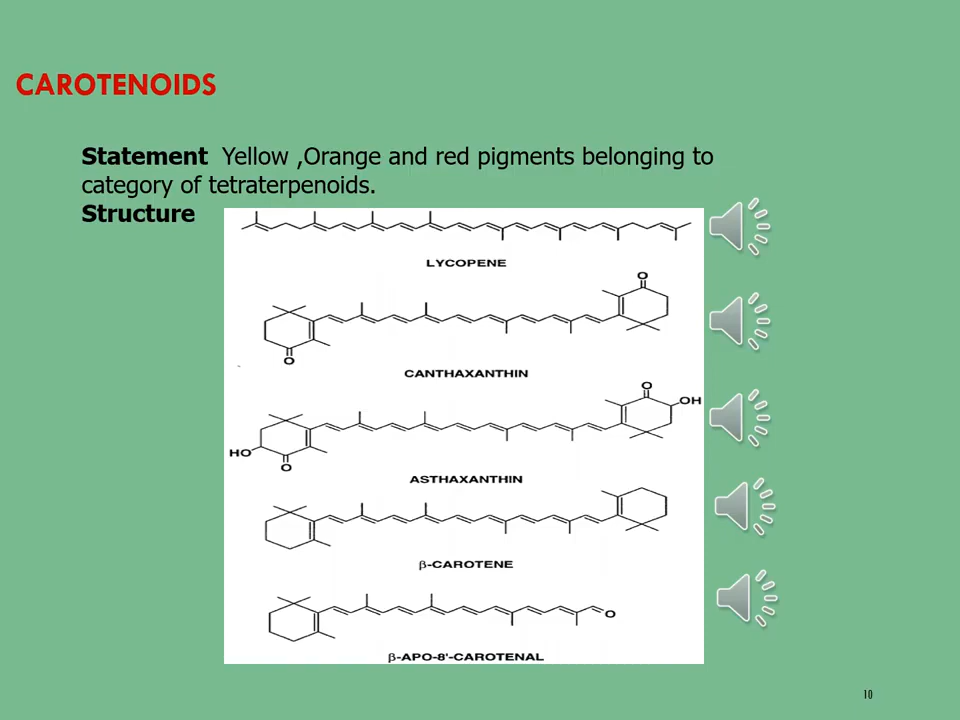 CAROTENOIDS
Statement Yellow ,Orange and red pigments belonging to
category of tetraterpenoids.
Structure
LYCOPENE
O
O
CANTHAXANTHIN
O
OH
HO
O
ASTHAXANTHIN
β-CAROTENE
O
β-APO-8'-CAROTENAL
10